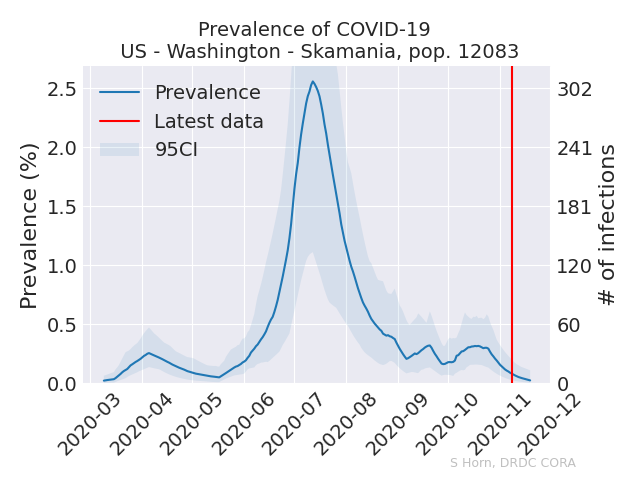 Prevalence of COVID-19
US - Washington - Skamania, pop. 12083
Prevalence
Latest data
95CI
Prevalence (%)
2.5
2.0
1.5
1.0
0.5
0.0
302
241
181
120
60
0
# of infections
2020-03
2020-04
2020-05
2020-06
2020-07
2020-08
2020-09
2020-10
2020-11
2020-12
S Horn, DRDC CORA